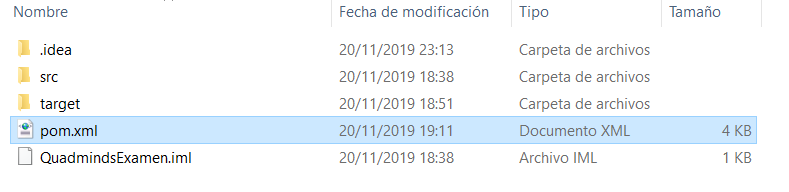 Nombre Fecha de modificación Tipo Tamaño
.idea 20/11/2019 23:13 Carpeta de archivos
src 20/11/2019 18:38 Carpeta de archivos
target 20/11/2019 18:51 Carpeta de archivos
pom.xml 20/11/2019 19:11 Documento XML 4 KB
QuadmindsExamen.iml 20/11/2019 18:38 Archivo IML 1 KB